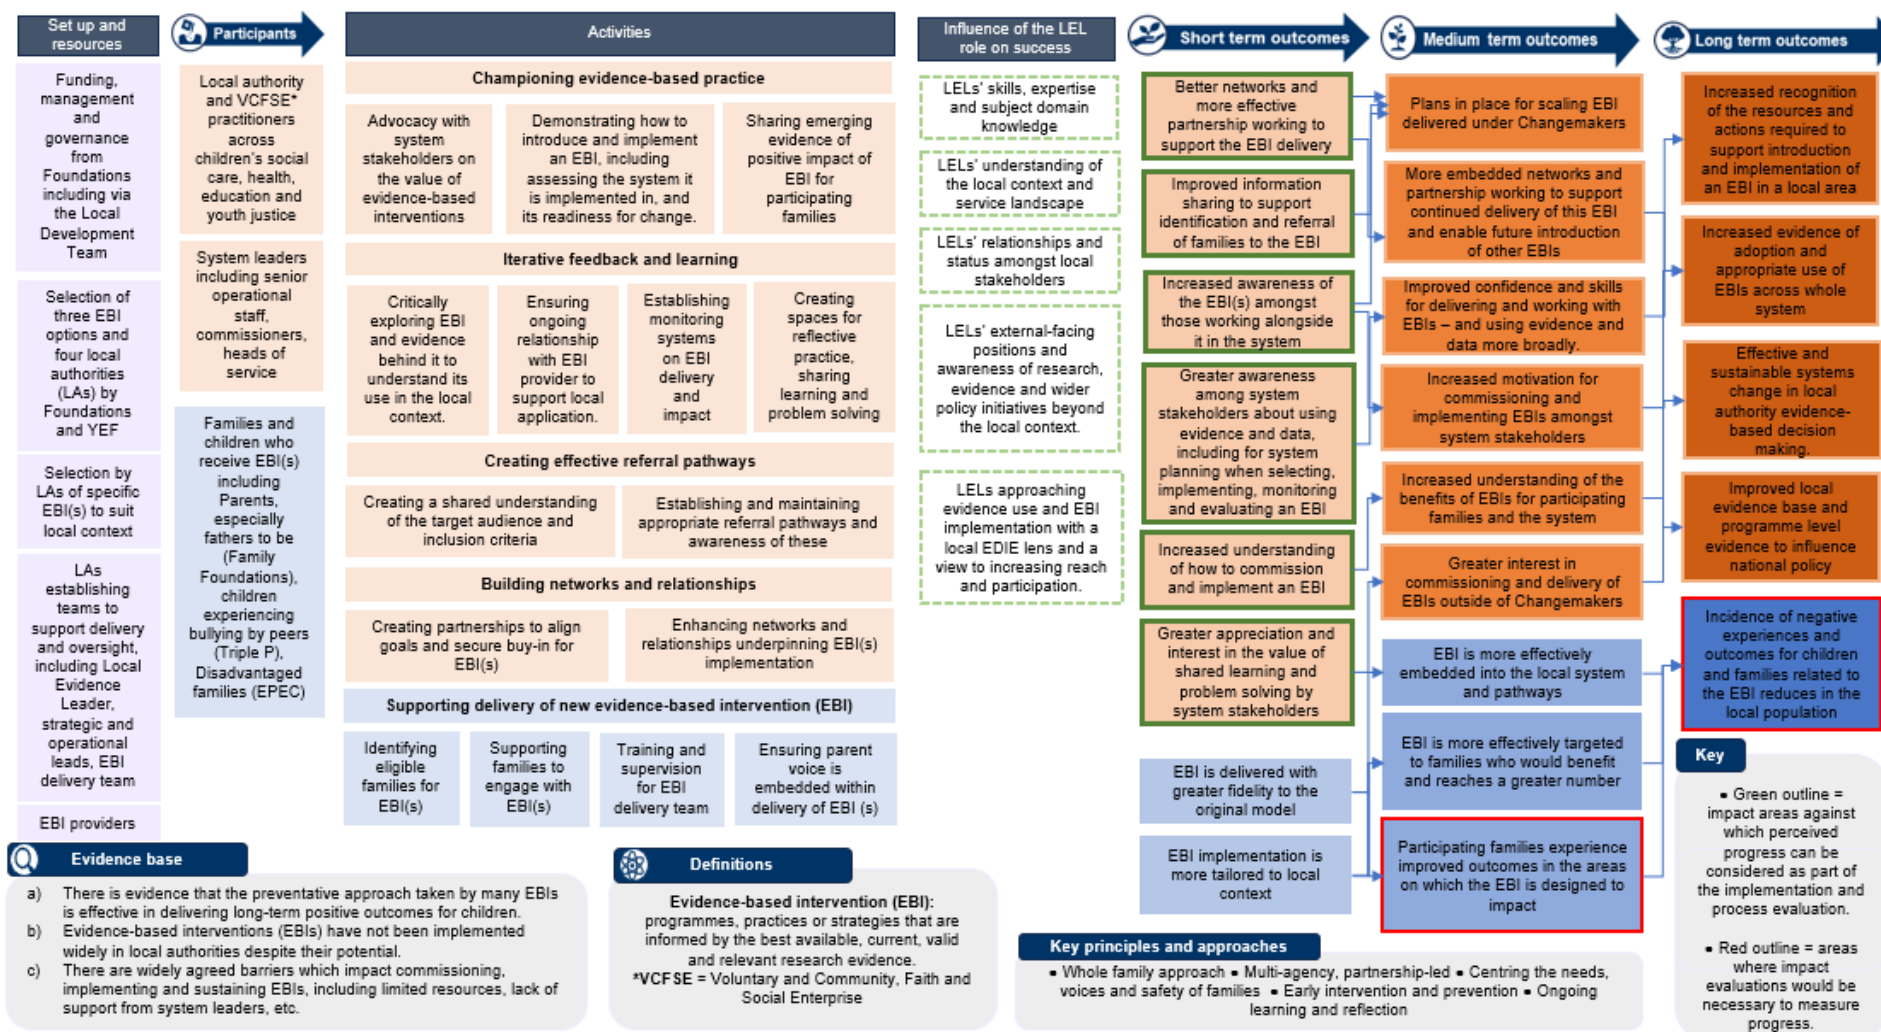 Set up and
resources
Funding,
management
and
governance
from
Foundations
including via
the Local
Development
Team
Selection of
three EBI
options and
four local
authorities
(LAs) by
Foundations
and YEF
Selection by
LAs of specific
EBI(s) to suit
local context
LAs
establishing
teams to
support delivery
and oversight,
including Local
Evidence
Leader,
strategic and
operational
leads, EBI
delivery team
EBI providers
Participants
Local authority
and VCFSE*
practitioners
across
children's social
care, health,
education and
youth justice
System leaders
including senior
operational
staff,
commissioners,
heads of
service
Families and
children who
receive EBI(s)
including
Parents,
especially
fathers to be
(Family
Foundations),
children
experiencing
bullying by peers
(Triple P),
Disadvantaged
families (EPEC)
Activities
Championing evidence-based practice
Advocacy with
system
stakeholders on
the value of
evidence-based
interventions
Demonstrating how to
introduce and implement
an EBI, including
assessing the system it
is implemented in, and
its readiness for change.
Sharing emerging
evidence of
positive impact of
EBI for
participating
families
Iterative feedback and learning
Critically
exploring EBI
and evidence
behind it to
understand its
use in the local
context.
Ensuring
ongoing
relationship
with EBI
provider to
support local
application.
Establishing
monitoring
systems
on EBI
delivery
and
impact
Creating
spaces for
reflective
practice,
sharing
learning and
problem solving
Creating effective referral pathways
Creating a shared understanding
of the target audience and
inclusion criteria
Establishing and maintaining
appropriate referral pathways and
awareness of these
Building networks and relationships
Creating partnerships to align
goals and secure buy-in for
EBI(s)
Enhancing networks and
relationships underpinning EBI(s)
implementation
Supporting delivery of new evidence-based intervention (EBI)
Identifying
eligible
families for
EBI(s)
Supporting
families to
engage with
EBI(s)
Training and
supervision
for EBI
delivery team
Ensuring parent
voice is
embedded within
delivery of EBI (s)
Influence of the LEL
role on success
LELs' skills, expertise
and subject domain
knowledge
LELs' understanding of
the local context and
service landscape
LELs' relationships and
status amongst local
stakeholders
LELs' external-facing
positions and
awareness of research,
evidence and wider
policy initiatives beyond
the local context.
LELs approaching
evidence use and EBI
implementation with a
local EDIE lens and a
view to increasing reach
and participation.
Short term outcomes
Better networks and
more effective
partnership working to
support the EBI delivery
Improved information
sharing to support
identification and referral
of families to the EBI
Increased awareness of
the EBI(s) amongst
those working alongside
it in the system
Greater awareness
among system
stakeholders about using
evidence and data,
including for system
planning when selecting,
implementing, monitoring
and evaluating an EBI
Increased understanding
of how to commission
and implement an EBI
Greater appreciation and
interest in the value of
shared learning and
problem solving by
system stakeholders
EBI is delivered with
greater fidelity to the
original model
EBI implementation is
more tailored to local
context
Medium term outcomes
Plans in place for scaling EBI
delivered under Changemakers
More embedded networks and
partnership working to support
continued delivery of this EBI
and enable future introduction
of other EBIs
Improved confidence and skills
for delivering and working with
EBIs – and using evidence and
data more broadly.
Increased motivation for
commissioning and
implementing EBIs amongst
system stakeholders
Increased understanding of the
benefits of EBIs for participating
families and the system
Greater interest in
commissioning and delivery of
EBIs outside of Changemakers
EBI is more effectively
embedded into the local system
and pathways
EBI is more effectively targeted
to families who would benefit
and reaches a greater number
Participating families experience
improved outcomes in the areas
on which the EBI is designed to
impact
Long term outcomes
Increased recognition
of the resources and
actions required to
support introduction
and implementation of
an EBI in a local area
Increased evidence of
adoption and
appropriate use of
EBIs across whole
system
Effective and
sustainable systems
change in local
authority evidence-
based decision
making.
Improved local
evidence base and
programme level
evidence to influence
national policy
Incidence of negative
experiences and
outcomes for children
and families related to
the EBI reduces in the
local population
Key
▪ Green outline =
impact areas against
which perceived
progress can be
considered as part of
the implementation and
process evaluation.
▪ Red outline = areas
where impact
evaluations would be
necessary to measure
progress.
Evidence base
a) There is evidence that the preventative approach taken by many EBIs
is effective in delivering long-term positive outcomes for children.
b) Evidence-based interventions (EBIs) have not been implemented
widely in local authorities despite their potential.
c) There are widely agreed barriers which impact commissioning,
implementing and sustaining EBIs, including limited resources, lack of
support from system leaders, etc.
Definitions
Evidence-based intervention (EBI):
programmes, practices or strategies that are
informed by the best available, current, valid
and relevant research evidence.
*VCFSE = Voluntary and Community, Faith and
Social Enterprise
Key principles and approaches
▪ Whole family approach ▪ Multi-agency, partnership-led ▪ Centring the needs,
voices and safety of families ▪ Early intervention and prevention ▪ Ongoing
learning and reflection